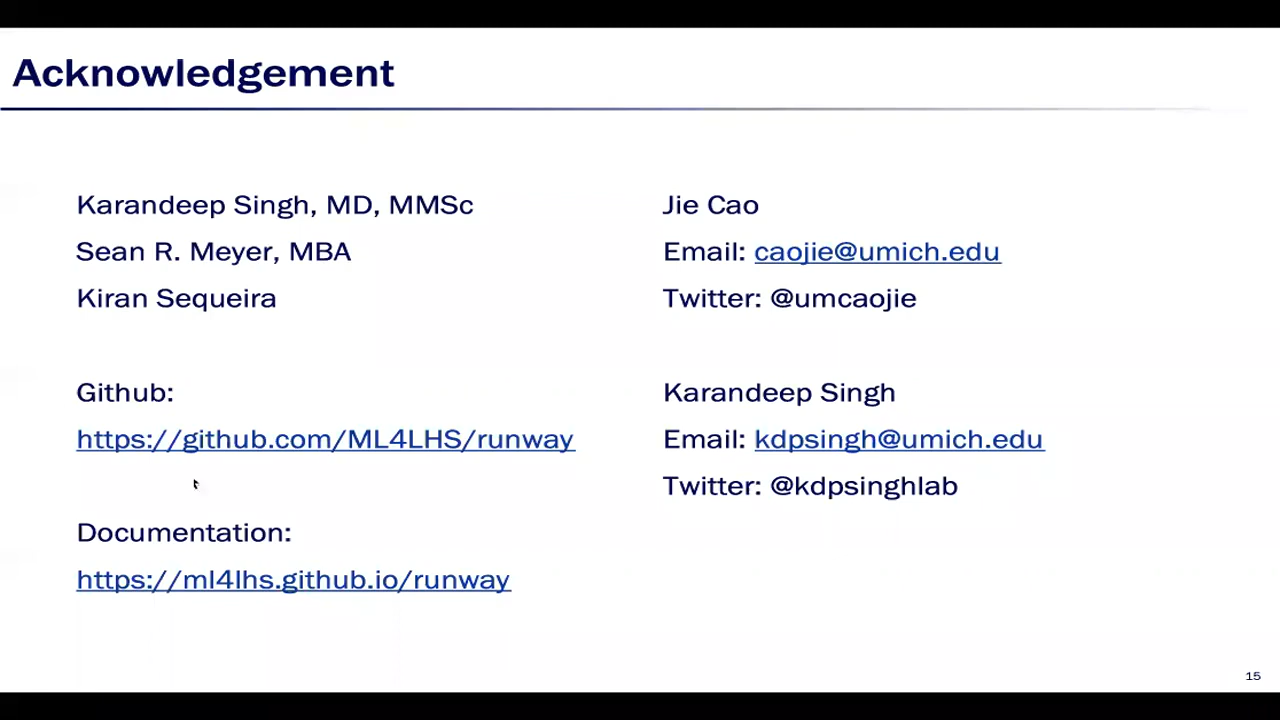 Acknowledgement
Karandeep Singh, MD, MMSc
Sean R. Meyer, MBA
Kiran Sequeira
Github:
https://github.com/ML4LHS/runway
Documentation:
https://ml4lhs.github.io/runway
Jie Cao
Email: caojie@umich.edu
Twitter: @umcaojie
Karandeep Singh
Email: kdpsingh@umich.edu
Twitter: @kdpsinghlab
15